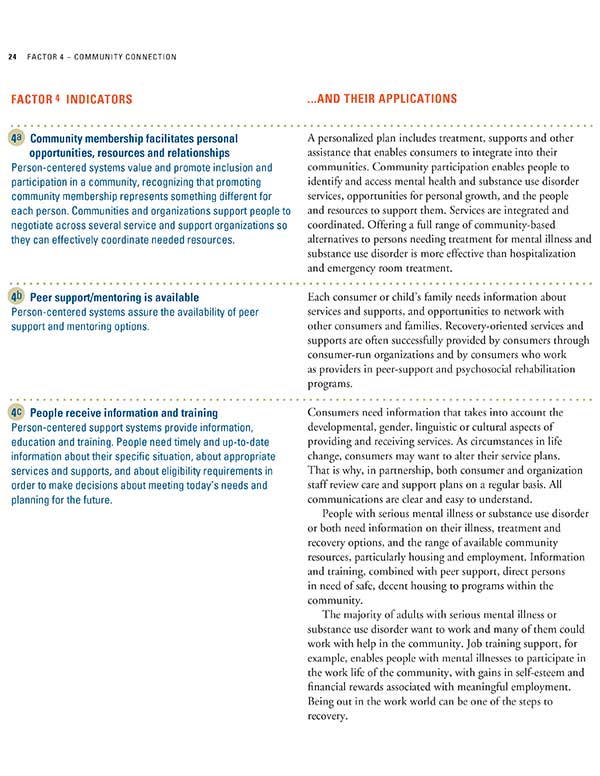 24 FACTOR 4 – COMMUNITY CONNECTION
FACTOR 4 INDICATORS
4a Community membership facilitates personal
opportunities, resources and relationships
Person-centered systems value and promote inclusion and
participation in a community, recognizing that promoting
community membership represents something different for
each person. Communities and organizations support people to
negotiate across several service and support organizations so
they can effectively coordinate needed resources.
4b Peer support/mentoring is available
Person-centered systems assure the availability of peer
support and mentoring options.
4c People receive information and training
Person-centered support systems provide information,
education and training. People need timely and up-to-date
information about their specific situation, about appropriate
services and supports, and about eligibility requirements in
order to make decisions about meeting today's needs and
planning for the future.
...AND THEIR APPLICATIONS
A personalized plan includes treatment, supports and other
assistance that enables consumers to integrate into their
communities. Community participation enables people to
identify and access mental health and substance use disorder
services, opportunities for personal growth, and the people
and resources to support them. Services are integrated and
coordinated. Offering a full range of community-based
alternatives to persons needing treatment for mental illness and
substance use disorder is more effective than hospitalization
and emergency room treatment.
Each consumer or child's family needs information about
services and supports, and opportunities to network with
other consumers and families. Recovery-oriented services and
supports are often successfully provided by consumers through
consumer-run organizations and by consumers who work
as providers in peer-support and psychosocial rehabilitation
programs.
Consumers need information that takes into account the
developmental, gender, linguistic or cultural aspects of
providing and receiving services. As circumstances in life
change, consumers may want to alter their service plans.
That is why, in partnership, both consumer and organization
staff review care and support plans on a regular basis. All
communications are clear and easy to understand.
People with serious mental illness or substance use disorder
or both need information on their illness, treatment and
recovery options, and the range of available community
resources, particularly housing and employment. Information
and training, combined with peer support, direct persons
in need of safe, decent housing to programs within the
community.
The majority of adults with serious mental illness or
substance use disorder want to work and many of them could
work with help in the community. Job training support, for
example, enables people with mental illnesses to participate in
the work life of the community, with gains in self-esteem and
financial rewards associated with meaningful employment.
Being out in the work world can be one of the steps to
recovery.